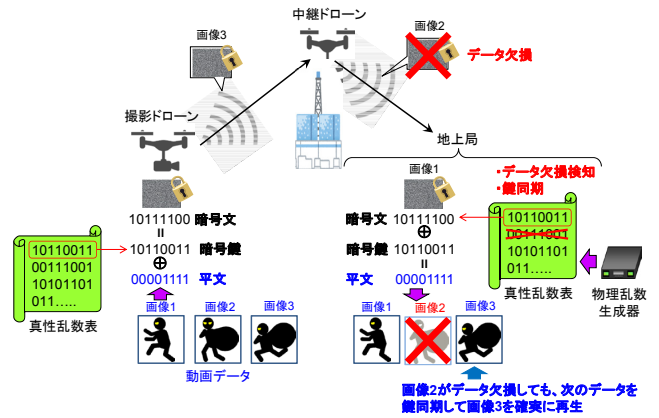 中継ドローン
画像3
画像2
データ欠損
撮影ドローン
地上局
画像1
・データ欠損検知
・鍵同期
10111100 暗号文
=
10110011 暗号鍵
⊕
00001111 平文
10110011
00111001
10101101
011.....
真性乱数表
画像1 画像2 画像3
動画データ
暗号文 10111100
⊕
暗号鍵 10110011
=
平文 00001111
10110011
00111001
10101101
011.....
真性乱数表
物理乱数
生成器
画像1 画像2 画像3
画像2がデータ欠損しても、次のデータを
鍵同期して画像3を確実に再生